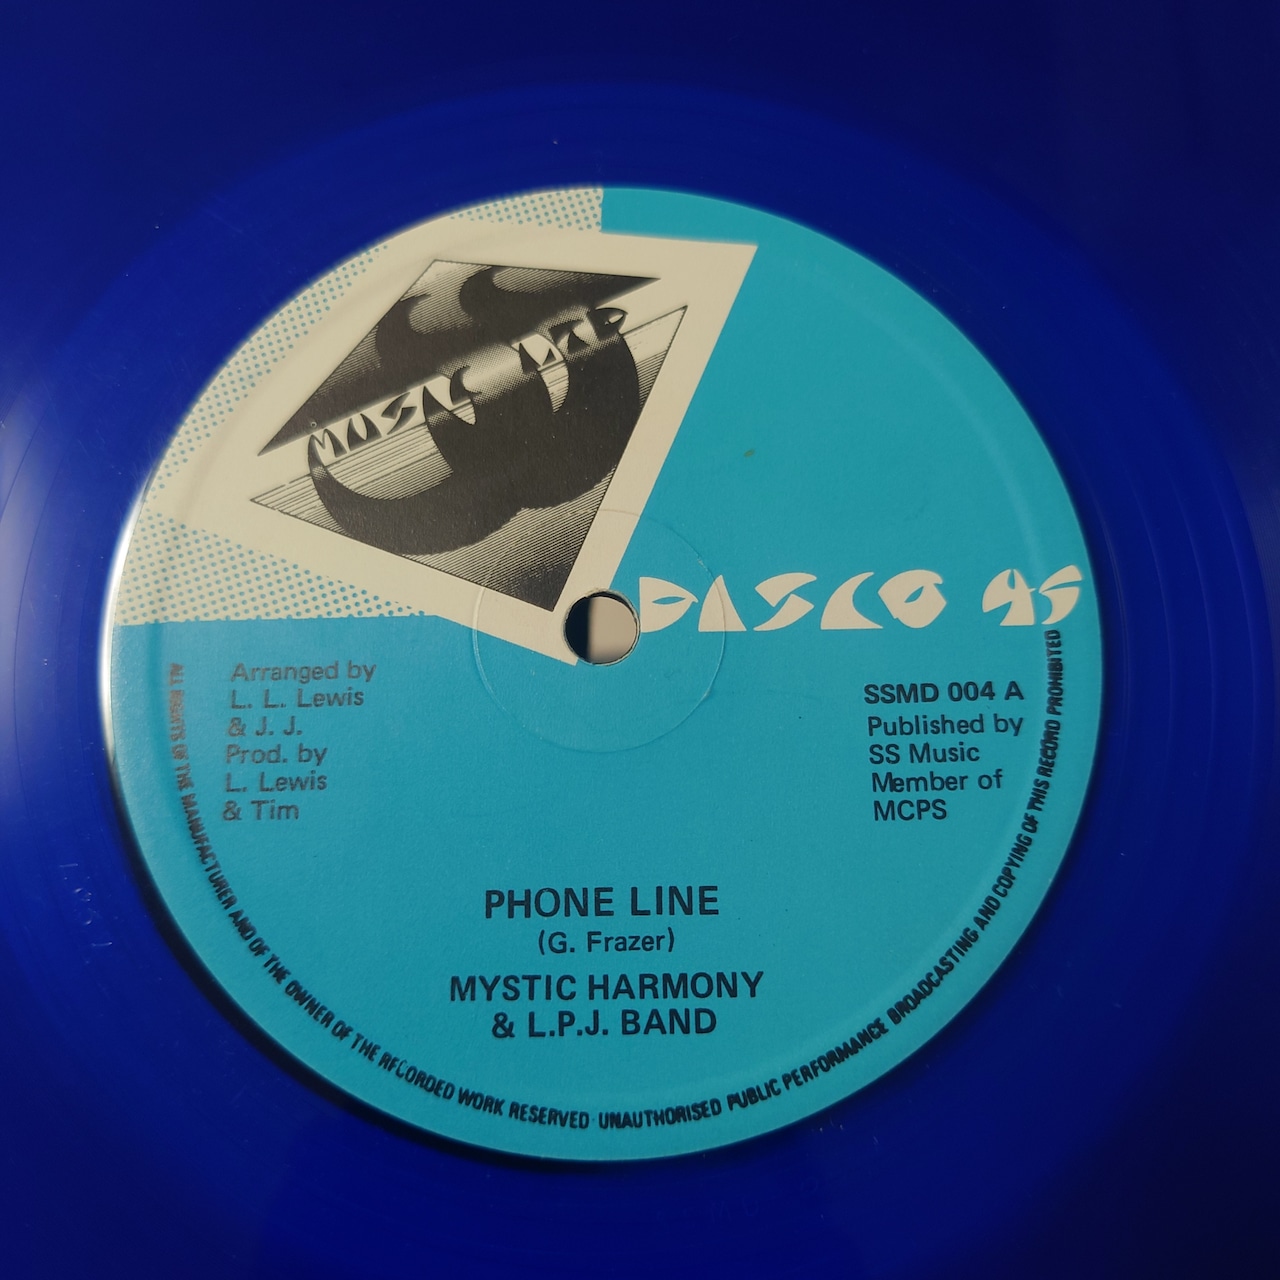 MUSIC LTD
DISCO 45
Arranged by
L. L. Lewis
& J. J.
Prod. by
L. Lewis
& Tim
SSMD 004 A
Published by
SS Music
Member of
MCPS
PHONE LINE
(G. Frazer)
MYSTIC HARMONY
& L.P.J. BAND
ALL RIGHTS OF THE MANUFACTURER AND OF THE OWNER OF THE RECORDED WORK RESERVED · UNAUTHORISED PUBLIC PERFORMANCE BROADCASTING AND COPYING OF THIS RECORD PROHIBITED